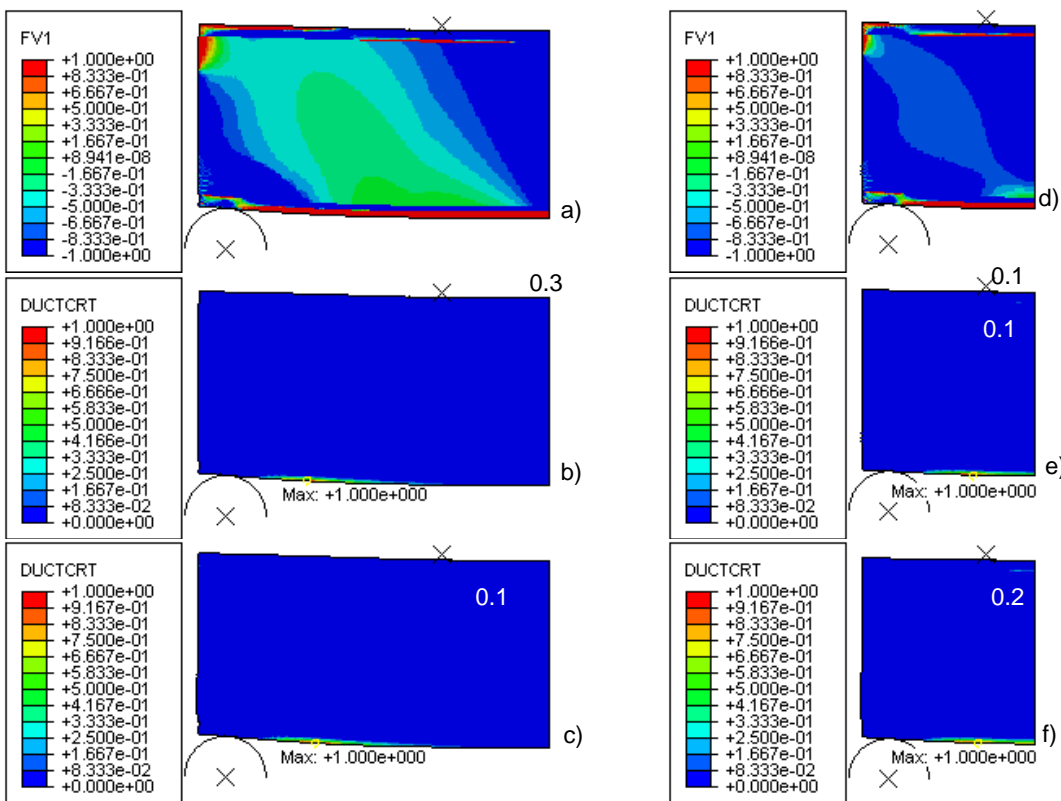 FV1
+1.000e+00
+8.333e-01
+6.667e-01
+5.000e-01
+3.333e-01
+1.667e-01
+8.941e-08
-1.667e-01
-3.333e-01
-5.000e-01
-6.667e-01
-8.333e-01
-1.000e+00
a)
FV1
+1.000e+00
+8.333e-01
+6.667e-01
+5.000e-01
+3.333e-01
+1.667e-01
+8.941e-08
-1.667e-01
-3.333e-01
-5.000e-01
-6.667e-01
-8.333e-01
-1.000e+00
d)
DUCTCRT
+1.000e+00
+9.166e-01
+8.333e-01
+7.500e-01
+6.666e-01
+5.833e-01
+5.000e-01
+4.166e-01
+3.333e-01
+2.500e-01
+1.667e-01
+8.333e-02
+0.000e+00
0.3
b)
Max: +1.000e+000
DUCTCRT
+1.000e+00
+9.166e-01
+8.333e-01
+7.500e-01
+6.666e-01
+5.833e-01
+5.000e-01
+4.167e-01
+3.333e-01
+2.500e-01
+1.667e-01
+8.333e-02
+0.000e+00
0.1
0.1
e)
Max: +1.000e+000
DUCTCRT
+1.000e+00
+9.167e-01
+8.333e-01
+7.500e-01
+6.667e-01
+5.833e-01
+5.000e-01
+4.167e-01
+3.333e-01
+2.500e-01
+1.667e-01
+8.333e-02
+0.000e+00
0.1
c)
Max: +1.000e+000
DUCTCRT
+1.000e+00
+9.167e-01
+8.333e-01
+7.500e-01
+6.667e-01
+5.833e-01
+5.000e-01
+4.167e-01
+3.333e-01
+2.500e-01
+1.667e-01
+8.333e-02
+0.000e+00
0.2
f)
Max: +1.000e+000